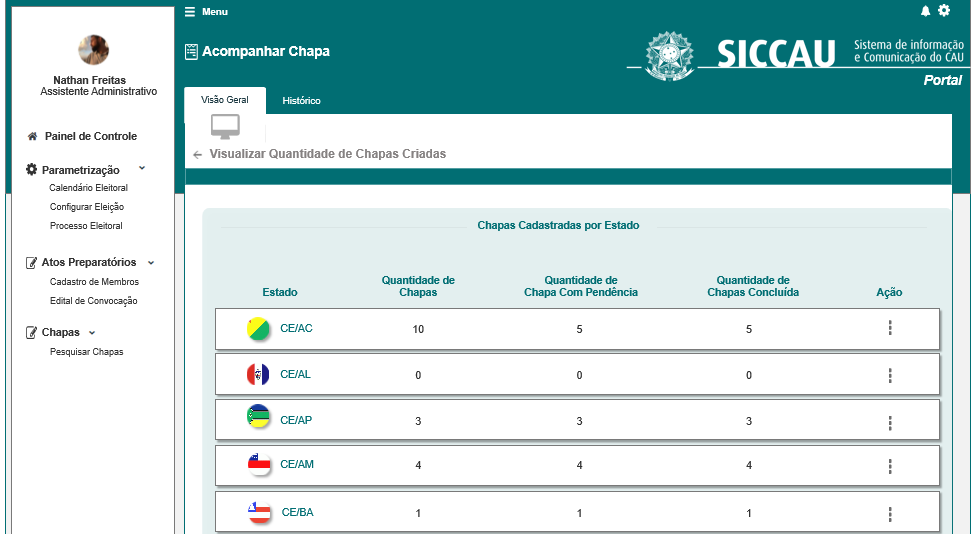 Menu
Acompanhar Chapa
SICCAU
Sistema de informação
e Comunicação do CAU
Portal
Nathan Freitas
Assistente Administrativo
Painel de Controle
Parametrização
Calendário Eleitoral
Configurar Eleição
Processo Eleitoral
Atos Preparatórios
Cadastro de Membros
Edital de Convocação
Chapas
Pesquisar Chapas
Visão Geral
Histórico
Visualizar Quantidade de Chapas Criadas
Chapas Cadastradas por Estado
Estado
Quantidade de
Chapas
Quantidade de
Chapa Com Pendência
Quantidade de
Chapas Concluída
Ação
CE/AC 10 5 5
CE/AL 0 0 0
CE/AP 3 3 3
CE/AM 4 4 4
CE/BA 1 1 1